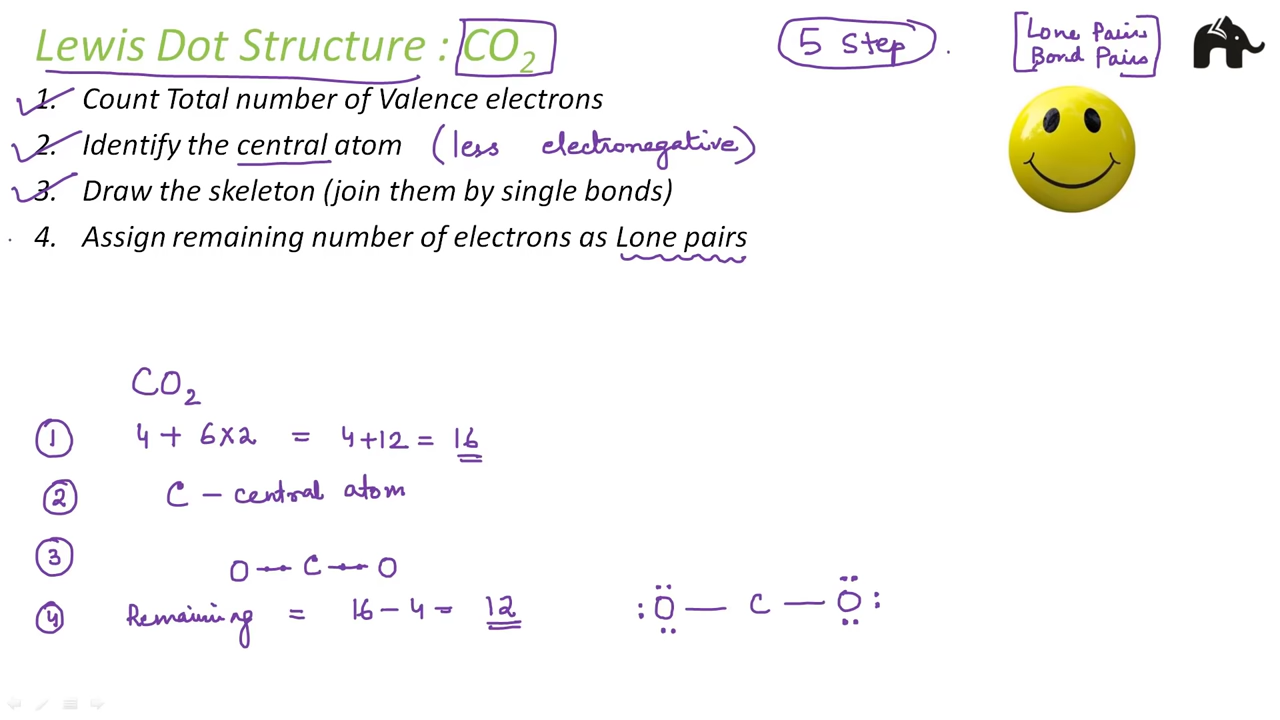 Lewis Dot Structure : CO₂
5 Step
Lone Pairs
Bond Pairs
1. Count Total number of Valence electrons
2. Identify the central atom (less electronegative)
3. Draw the skeleton (join them by single bonds)
4. Assign remaining number of electrons as Lone pairs
CO₂
① 4 + 6×2 = 4+12 = 16
② C – central atom
③ O — C — O
④ Remaining = 16 – 4 = 12
:O — C — O: